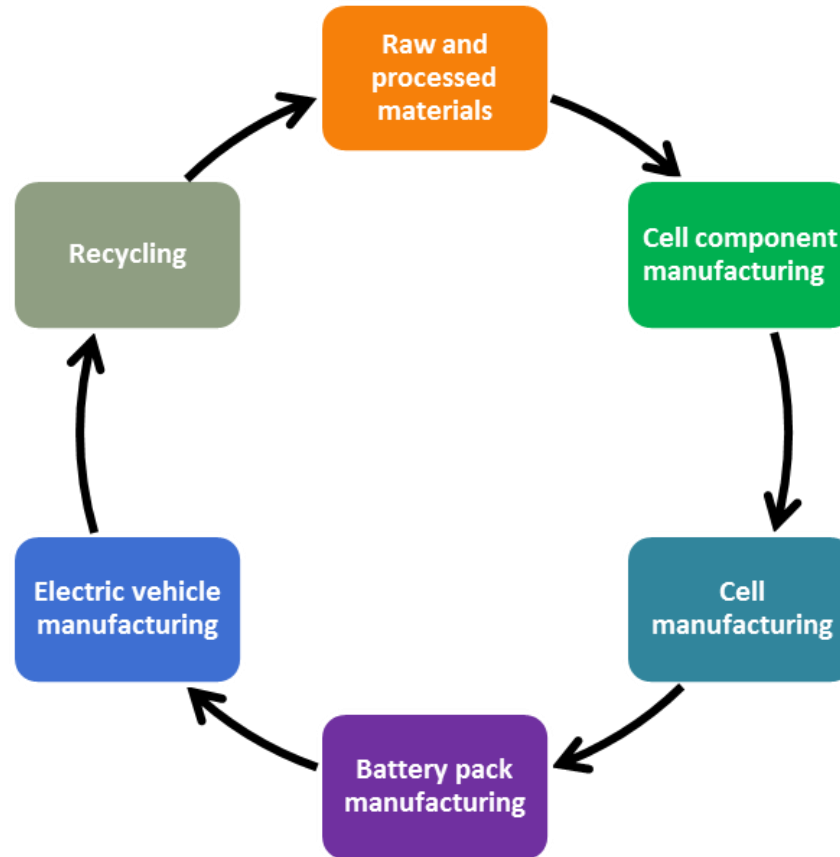 Raw and
processed
materials
Cell component
manufacturing
Cell
manufacturing
Battery pack
manufacturing
Electric vehicle
manufacturing
Recycling